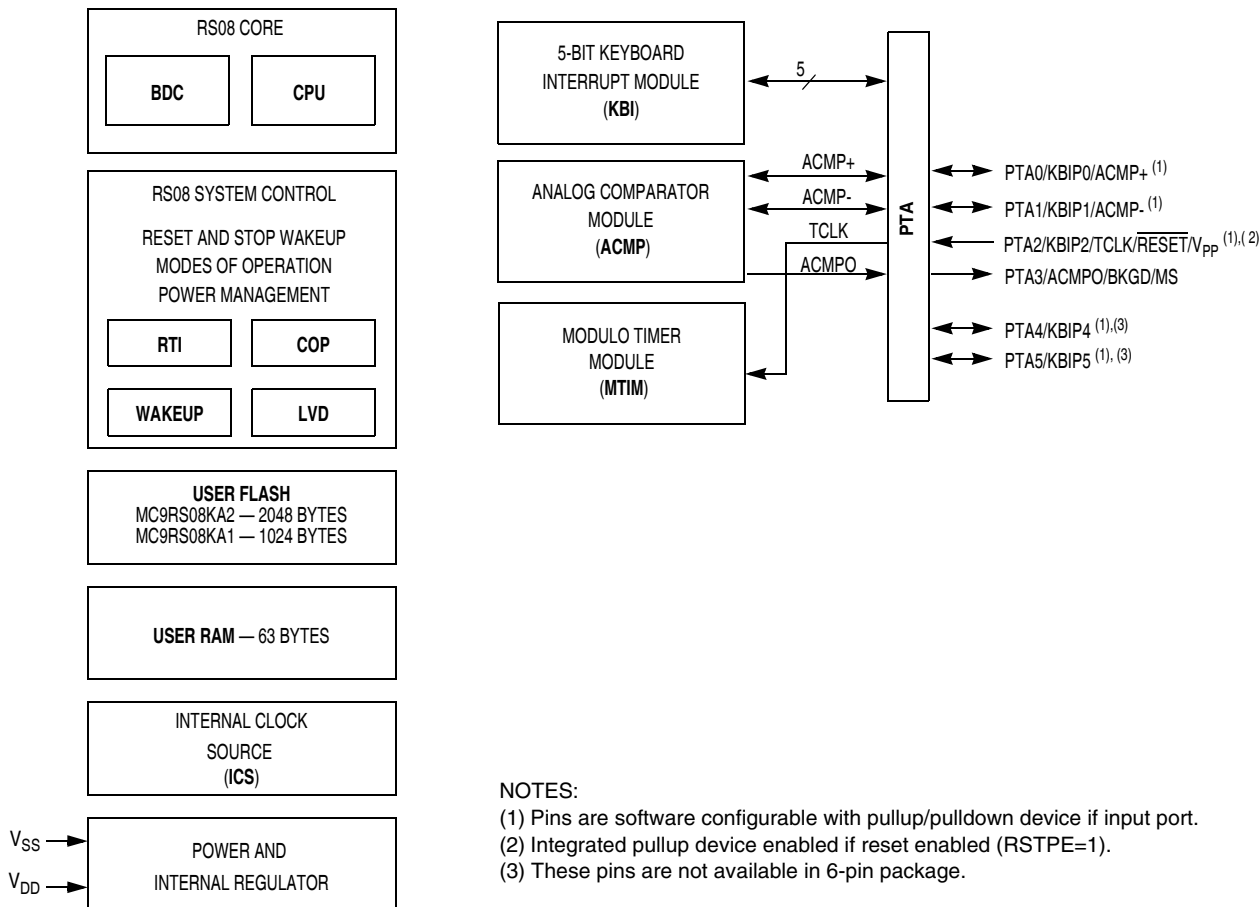 RS08 CORE
BDC
CPU
RS08 SYSTEM CONTROL
RESET AND STOP WAKEUP
MODES OF OPERATION
POWER MANAGEMENT
RTI
COP
WAKEUP
LVD
USER FLASH
MC9RS08KA2 — 2048 BYTES
MC9RS08KA1 — 1024 BYTES
USER RAM — 63 BYTES
INTERNAL CLOCK
SOURCE
(ICS)
VSS
VDD
POWER AND
INTERNAL REGULATOR
5-BIT KEYBOARD
INTERRUPT MODULE
(KBI)
5
ANALOG COMPARATOR
MODULE
(ACMP)
ACMP+
ACMP-
TCLK
ACMPO
MODULO TIMER
MODULE
(MTIM)
PTA
PTA0/KBIP0/ACMP+ (1)
PTA1/KBIP1/ACMP- (1)
PTA2/KBIP2/TCLK/RESET/VPP (1),( 2)
PTA3/ACMPO/BKGD/MS
PTA4/KBIP4 (1),(3)
PTA5/KBIP5 (1), (3)
NOTES:
(1) Pins are software configurable with pullup/pulldown device if input port.
(2) Integrated pullup device enabled if reset enabled (RSTPE=1).
(3) These pins are not available in 6-pin package.